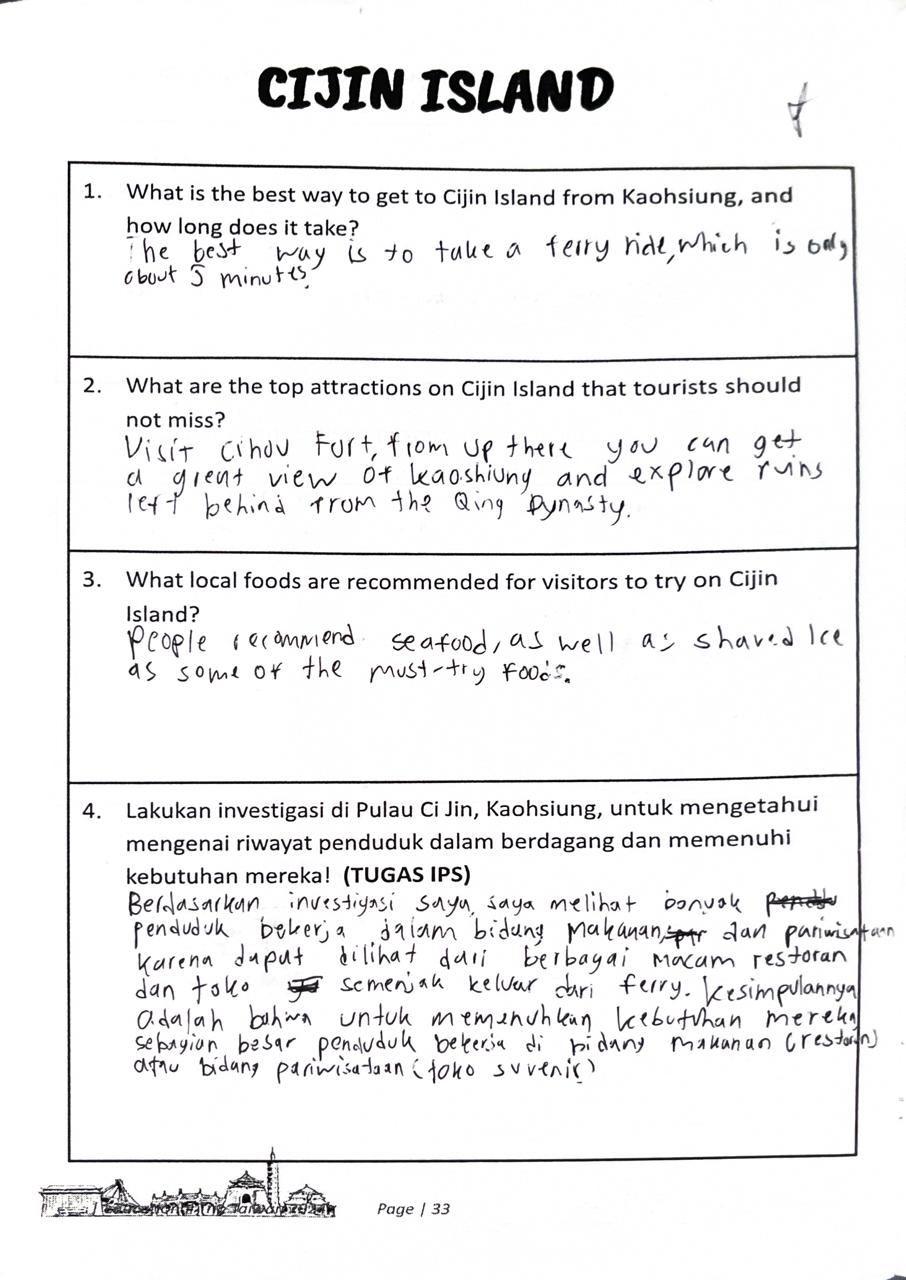 CIJIN ISLAND
1. What is the best way to get to Cijin Island from Kaohsiung, and
how long does it take?
The best way is to take a ferry ride, which is only
about 5 minutes.
2. What are the top attractions on Cijin Island that tourists should
not miss?
Visit Cihou Fort, from up there you can get
a great view of kaoshiung and explore ruins
left behind from the Qing Dynasty.
3. What local foods are recommended for visitors to try on Cijin
Island?
People recommend seafood, as well as shaved Ice
as some of the must-try foods.
4. Lakukan investigasi di Pulau Ci Jin, Kaohsiung, untuk mengetahui
mengenai riwayat penduduk dalam berdagang dan memenuhi
kebutuhan mereka! (TUGAS IPS)
Berdasarkan investigasi saya, saya melihat banyak
penduduk bekerja dalam bidang makanan, dan pariwisataan
karena dapat dilihat dari berbagai macam restoran
dan toko semenjak keluar dari ferry. Kesimpulannya
adalah bahwa untuk memenuhkan kebutuhan mereka
sebagian besar penduduk bekerja di bidang makanan (restoran)
atau bidang pariwisataan (toko suvenir)
Page | 33